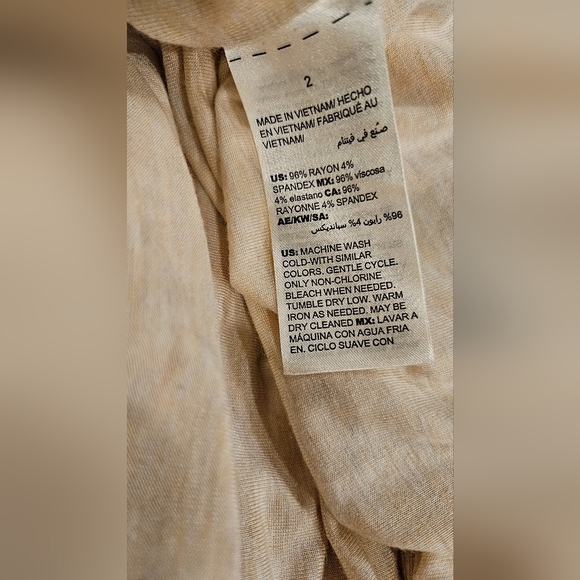 2
MADE IN VIETNAM/ HECHO
EN VIETNAM/ FABRIQUÉ AU
VIETNAM/
صنع في فيتنام
US: 96% RAYON 4%
SPANDEX MX: 96% viscosa
4% elastano CA: 96%
RAYONNE 4% SPANDEX
AE/KW/SA:
96% رايون 4% سبانديكس
US: MACHINE WASH
COLD-WITH SIMILAR
COLORS. GENTLE CYCLE.
ONLY NON-CHLORINE
BLEACH WHEN NEEDED.
TUMBLE DRY LOW. WARM
IRON AS NEEDED. MAY BE
DRY CLEANED MX: LAVAR A
MÁQUINA CON AGUA FRIA
EN. CICLO SUAVE CON